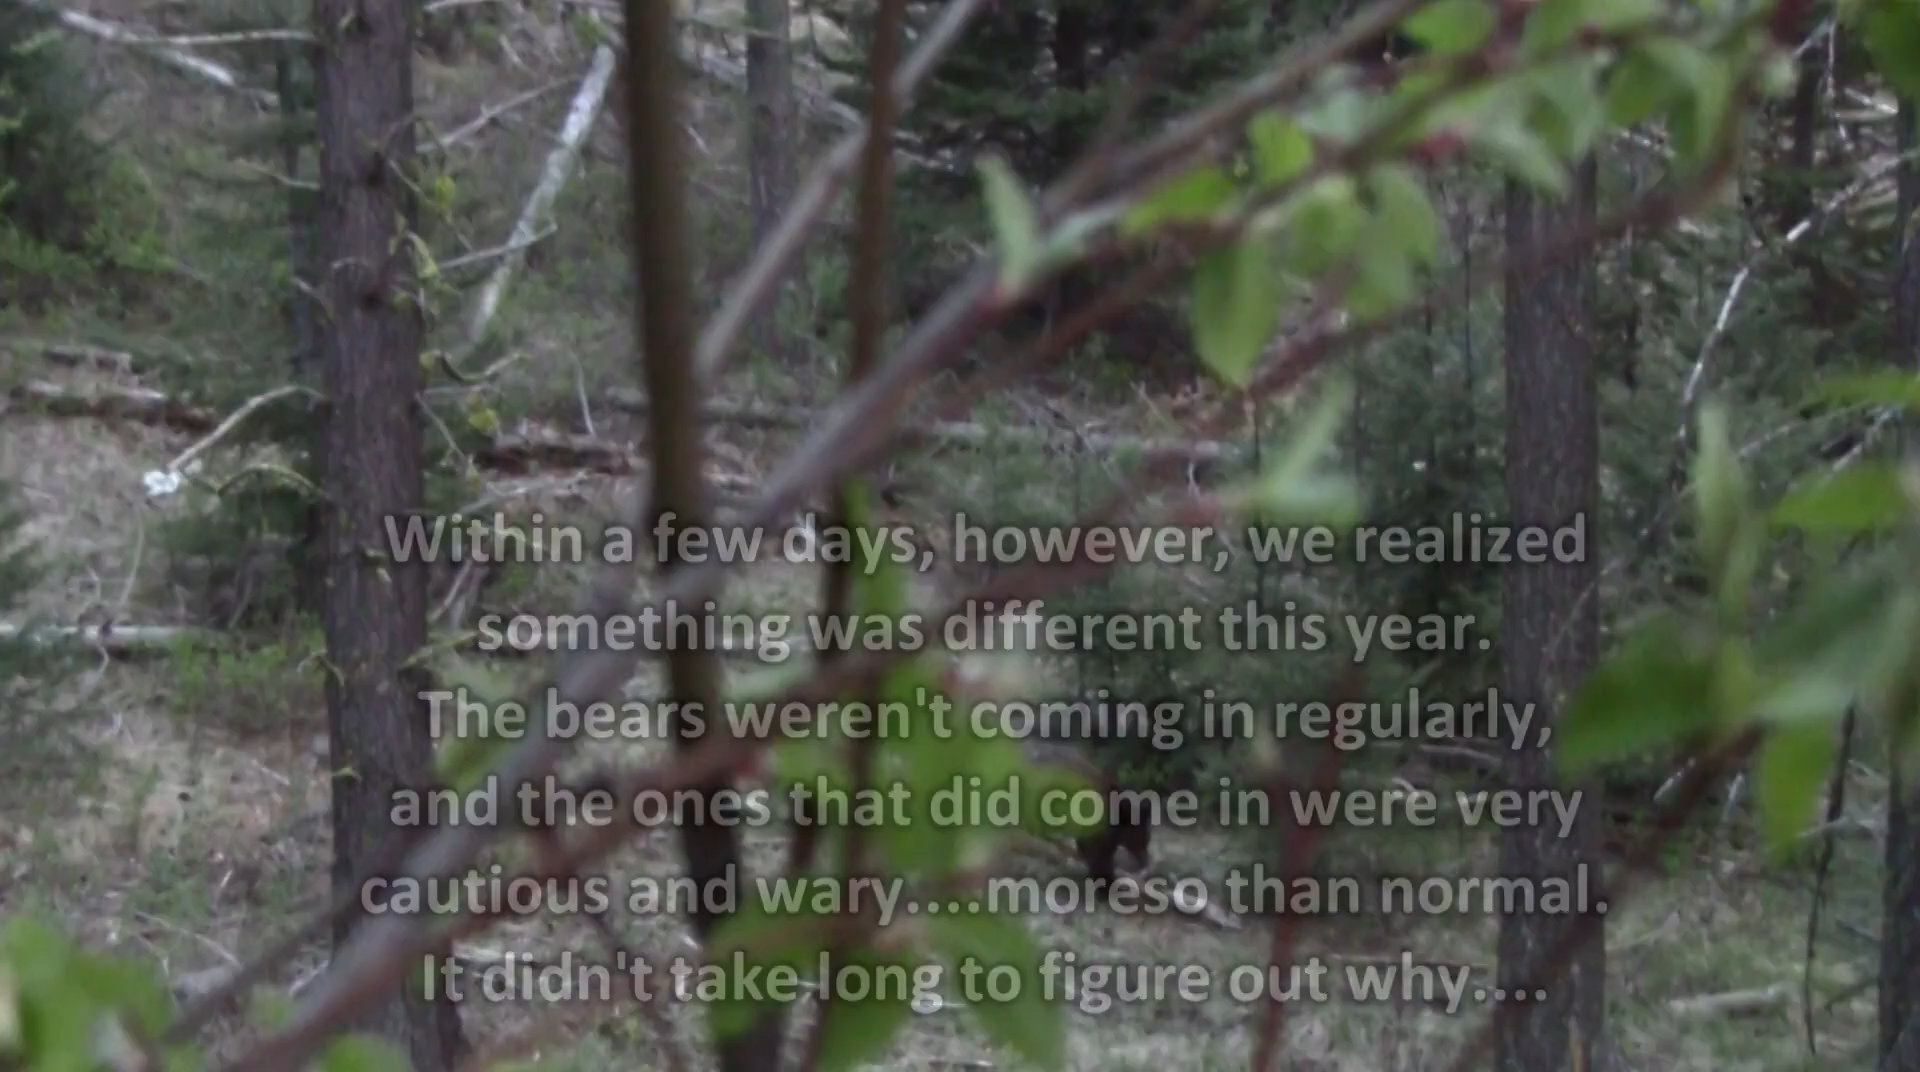 Within a few days, however, we realized
something was different this year.
The bears weren't coming in regularly,
and the ones that did come in were very
cautious and wary....moreso than normal.
It didn't take long to figure out why....